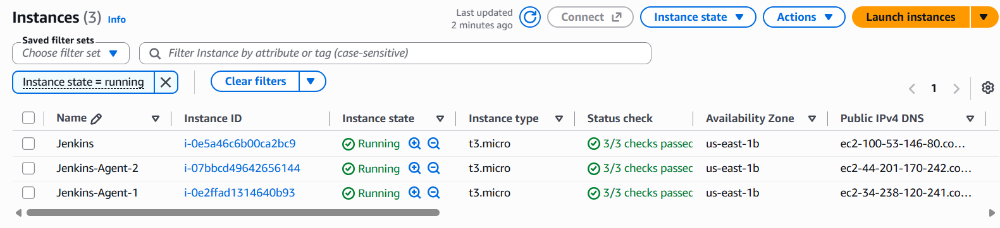 Instances (3) Info
Last updated
2 minutes ago
Connect
Instance state
Actions
Launch instances
Saved filter sets
Choose filter set
Filter Instance by attribute or tag (case-sensitive)
Instance state = running
Clear filters
1
Name Instance ID Instance state Instance type Status check Availability Zone Public IPv4 DNS
Jenkins i-0e5a46c6b00ca2bc9 Running t3.micro 3/3 checks passed us-east-1b ec2-100-53-146-80.co...
Jenkins-Agent-2 i-07bbcd49642656144 Running t3.micro 3/3 checks passed us-east-1b ec2-44-201-170-242.co...
Jenkins-Agent-1 i-0e2ffad1314640b93 Running t3.micro 3/3 checks passed us-east-1b ec2-34-238-120-241.co...